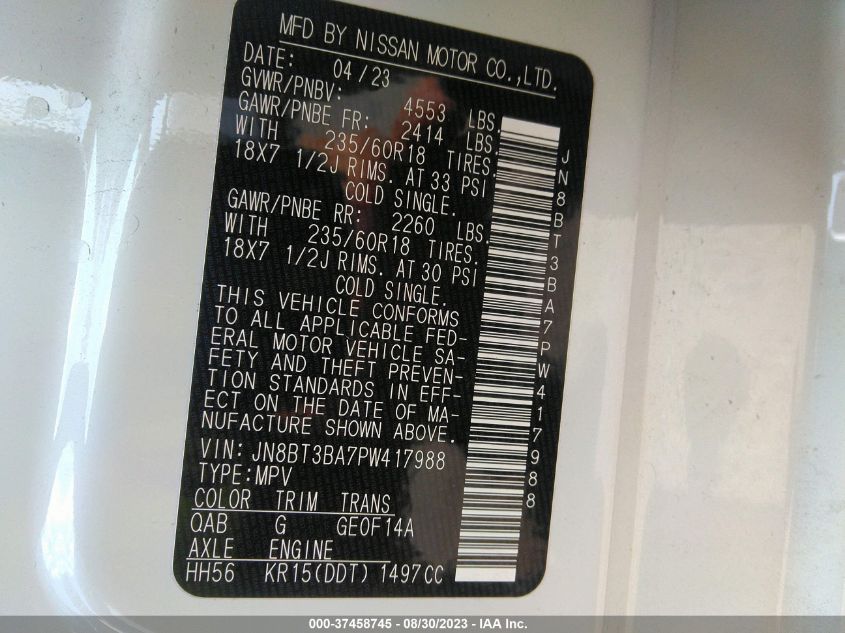 MFD BY NISSAN MOTOR CO.,LTD.
DATE: 04/23
GVWR/PNBV: 4553 LBS.
GAWR/PNBE FR: 2414 LBS.
WITH 235/60R18 TIRES.
18X7 1/2J RIMS. AT 33 PSI
COLD SINGLE.
GAWR/PNBE RR: 2260 LBS.
WITH 235/60R18 TIRES.
18X7 1/2J RIMS. AT 30 PSI
COLD SINGLE.
THIS VEHICLE CONFORMS
TO ALL APPLICABLE FED-
ERAL MOTOR VEHICLE SA-
FETY AND THEFT PREVEN-
TION STANDARDS IN EFF-
ECT ON THE DATE OF MA-
NUFACTURE SHOWN ABOVE.
VIN: JN8BT3BA7PW417988
TYPE:MPV
COLOR TRIM TRANS
QAB G GE0F14A
AXLE ENGINE
HH56 KR15(DDT) 1497CC
JN8BT3BA7PW417988
000-37458745 - 08/30/2023 - IAA Inc.